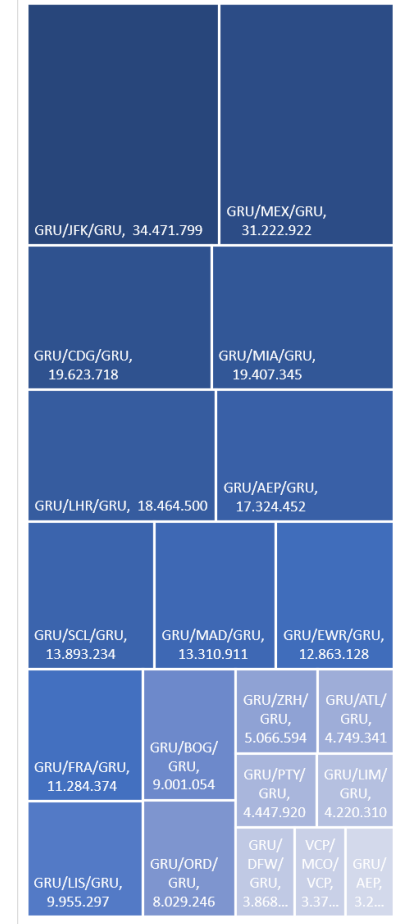 GRU/JFK/GRU, 34.471.799
GRU/MEX/GRU,
31.222.922
GRU/CDG/GRU,
19.623.718
GRU/MIA/GRU,
19.407.345
GRU/LHR/GRU, 18.464.500
GRU/AEP/GRU,
17.324.452
GRU/SCL/GRU,
13.893.234
GRU/MAD/GRU,
13.310.911
GRU/EWR/GRU,
12.863.128
GRU/FRA/GRU,
11.284.374
GRU/LIS/GRU,
9.955.297
GRU/BOG/
GRU,
9.001.054
GRU/ORD/
GRU,
8.029.246
GRU/ZRH/
GRU,
5.066.594
GRU/ATL/
GRU,
4.749.341
GRU/PTY/
GRU,
4.447.920
GRU/LIM/
GRU,
4.220.310
GRU/
DFW/
GRU,
3.868...
VCP/
MCO/
VCP,
3.37...
GRU/
AEP,
3.2...